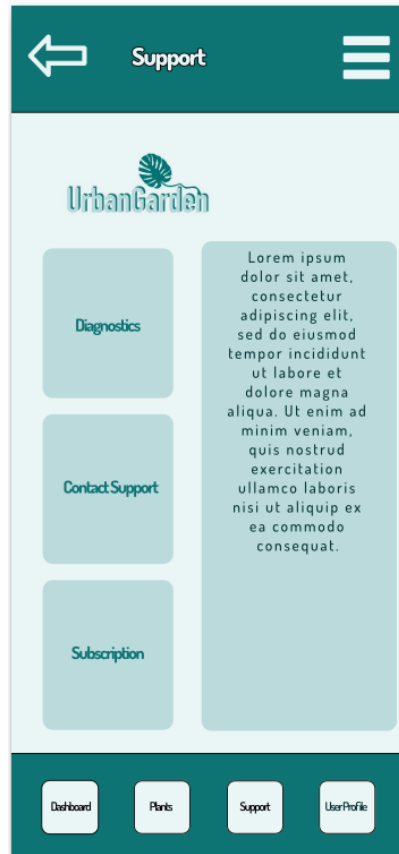 Support
UrbanGarden
Diagnostics
Contact Support
Subscription
Lorem ipsum
dolor sit amet,
consectetur
adipiscing elit,
sed do eiusmod
tempor incididunt
ut labore et
dolore magna
aliqua. Ut enim ad
minim veniam,
quis nostrud
exercitation
ullamco laboris
nisi ut aliquip ex
ea commodo
consequat.
Dashboard
Plants
Support
User Profile